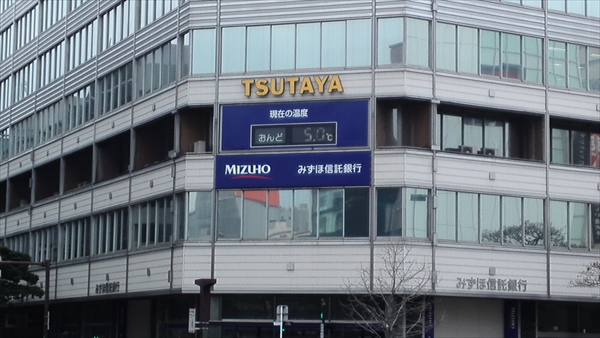 TSUTAYA
現在の温度
おんど 5.0℃
MIZUHO みずほ信託銀行
みずほ信託銀行